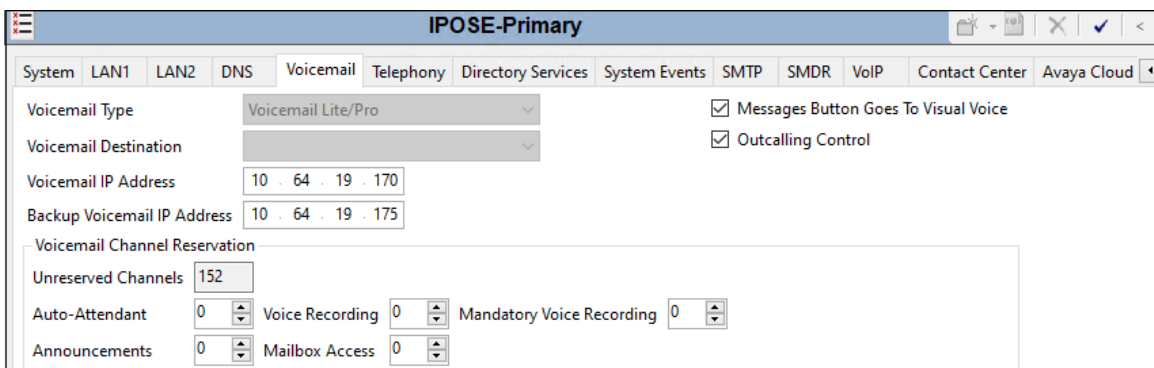 IPOSE-Primary
System LAN1 LAN2 DNS Voicemail Telephony Directory Services System Events SMTP SMDR VoIP Contact Center Avaya Cloud
Voicemail Type Voicemail Lite/Pro Messages Button Goes To Visual Voice
Voicemail Destination Outcalling Control
Voicemail IP Address 10 . 64 . 19 . 170
Backup Voicemail IP Address 10 . 64 . 19 . 175
Voicemail Channel Reservation
Unreserved Channels 152
Auto-Attendant 0 Voice Recording 0 Mandatory Voice Recording 0
Announcements 0 Mailbox Access 0